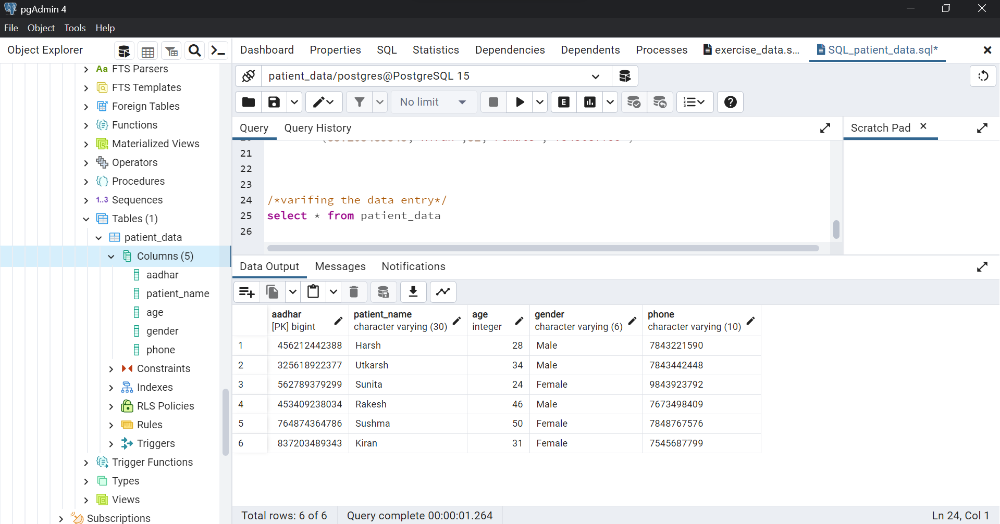 pgAdmin 4
File Object Tools Help
Object Explorer
Dashboard Properties SQL Statistics Dependencies Dependents Processes exercise_data.s... SQL_patient_data.sql*
patient_data/postgres@PostgreSQL 15
No limit
E
Query Query History
Scratch Pad
Aa FTS Parsers
FTS Templates
Foreign Tables
Functions
Materialized Views
Operators
Procedures
1..3 Sequences
Tables (1)
patient_data
Columns (5)
aadhar
patient_name
age
gender
phone
Constraints
Indexes
RLS Policies
Rules
Triggers
Trigger Functions
Types
Views
Subscriptions
21
22
23
24 /*varifing the data entry*/
25 select * from patient_data
26
Data Output Messages Notifications
aadhar patient_name age gender phone
[PK] bigint character varying (30) integer character varying (6) character varying (10)
1 456212442388 Harsh 28 Male 7843221590
2 325618922377 Utkarsh 34 Male 7843442448
3 562789379299 Sunita 24 Female 9843923792
4 453409238034 Rakesh 46 Male 7673498409
5 764874364786 Sushma 50 Female 7848767576
6 837203489343 Kiran 31 Female 7545687799
Total rows: 6 of 6 Query complete 00:00:01.264 Ln 24, Col 1